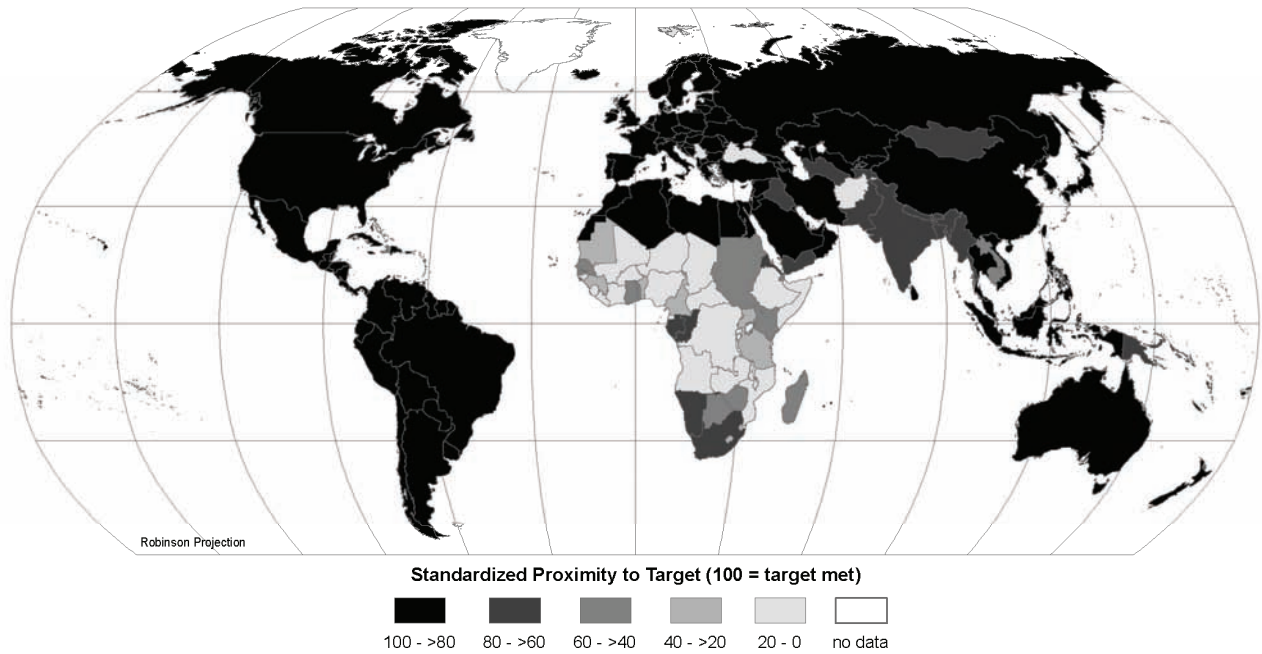 Robinson Projection
Standardized Proximity to Target (100 = target met)
100 - >80 80 - >60 60 - >40 40 - >20 20 - 0 no data